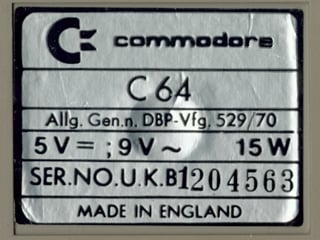 commodore
C 64
Allg. Gen.n. DBP-Vfg. 529/70
5 V = ; 9 V ~ 15 W
SER.NO.U.K.B1204563
MADE IN ENGLAND